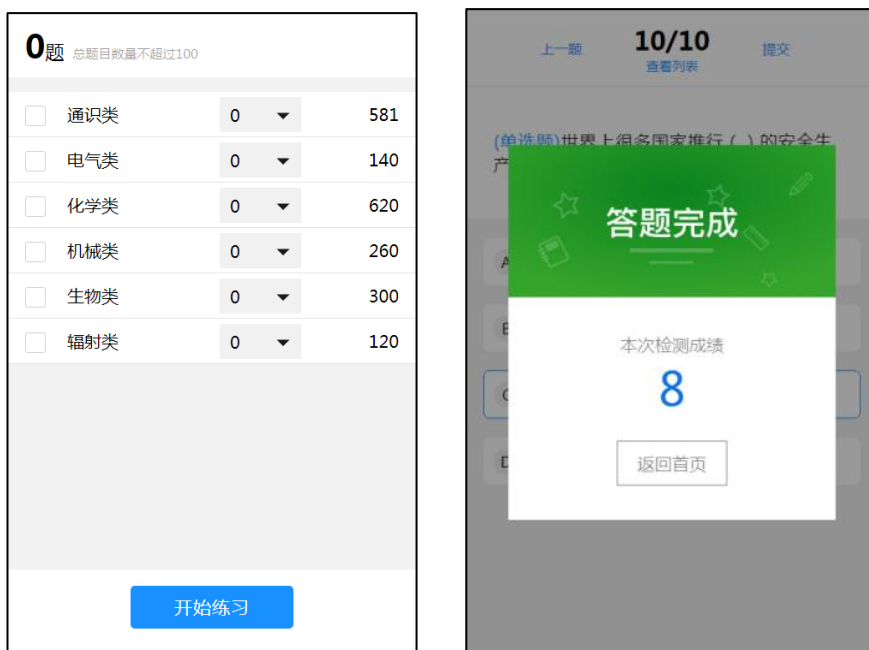 0题 总题目数量不超过100
通识类 0 581
电气类 0 140
化学类 0 620
机械类 0 260
生物类 0 300
辐射类 0 120
开始练习
上一题 10/10 提交
查看列表
(单选题)世界上很多国家推行 ( ) 的安全生
产
答题完成
A
本次检测成绩
8
返回首页